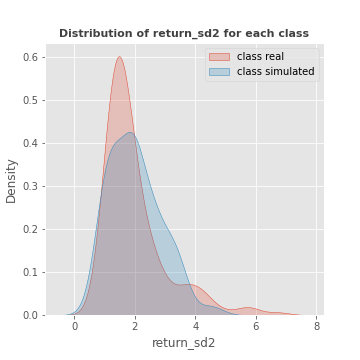 Distribution of return_sd2 for each class
class real
class simulated
0.6
0.5
0.4
0.3
0.2
0.1
0.0
Density
0 2 4 6 8
return_sd2